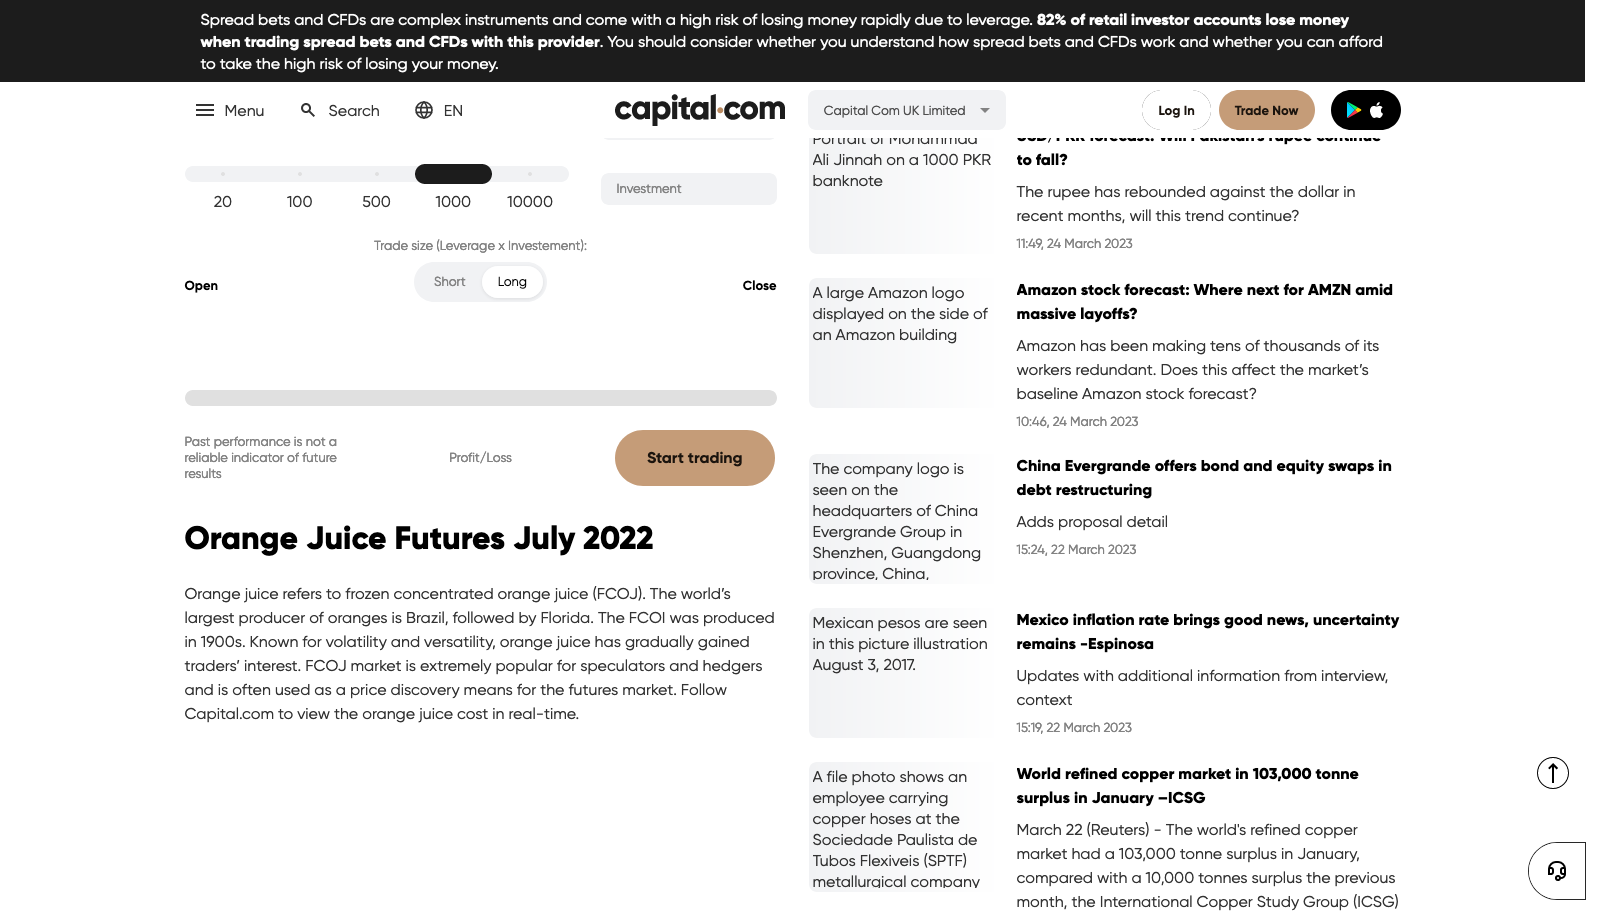 Spread bets and CFDs are complex instruments and come with a high risk of losing money rapidly due to leverage. 82% of retail investor accounts lose money
when trading spread bets and CFDs with this provider. You should consider whether you understand how spread bets and CFDs work and whether you can afford
to take the high risk of losing your money.
Menu
Search
EN
capital.com
Capital Com UK Limited
Log In
Trade Now
20
100
500
1000
10000
Investment
Trade size (Leverage x Investement):
Open
Short
Long
Close
Past performance is not a
reliable indicator of future
results
Profit/Loss
Start trading
Orange Juice Futures July 2022
Orange juice refers to frozen concentrated orange juice (FCOJ). The world’s
largest producer of oranges is Brazil, followed by Florida. The FCOI was produced
in 1900s. Known for volatility and versatility, orange juice has gradually gained
traders’ interest. FCOJ market is extremely popular for speculators and hedgers
and is often used as a price discovery means for the futures market. Follow
Capital.com to view the orange juice cost in real-time.
Portrait of Mohammad
Ali Jinnah on a 1000 PKR
banknote
USD/PKR forecast: Will Pakistan's rupee continue
to fall?
The rupee has rebounded against the dollar in
recent months, will this trend continue?
11:49, 24 March 2023
A large Amazon logo
displayed on the side of
an Amazon building
Amazon stock forecast: Where next for AMZN amid
massive layoffs?
Amazon has been making tens of thousands of its
workers redundant. Does this affect the market’s
baseline Amazon stock forecast?
10:46, 24 March 2023
The company logo is
seen on the
headquarters of China
Evergrande Group in
Shenzhen, Guangdong
province, China,
China Evergrande offers bond and equity swaps in
debt restructuring
Adds proposal detail
15:24, 22 March 2023
Mexican pesos are seen
in this picture illustration
August 3, 2017.
Mexico inflation rate brings good news, uncertainty
remains -Espinosa
Updates with additional information from interview,
context
15:19, 22 March 2023
A file photo shows an
employee carrying
copper hoses at the
Sociedade Paulista de
Tubos Flexiveis (SPTF)
metallurgical company
World refined copper market in 103,000 tonne
surplus in January –ICSG
March 22 (Reuters) - The world's refined copper
market had a 103,000 tonne surplus in January,
compared with a 10,000 tonnes surplus the previous
month, the International Copper Study Group (ICSG)